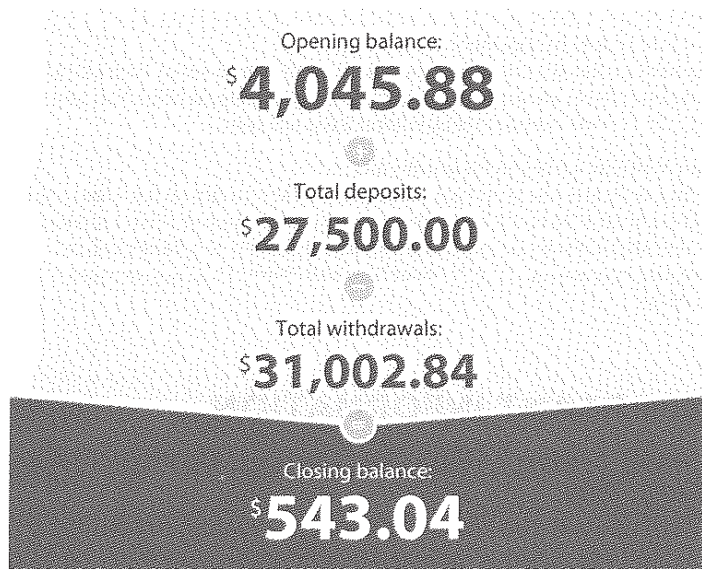 Opening balance:
$4,045.88
Total deposits:
$27,500.00
Total withdrawals:
$31,002.84
Closing balance:
$543.04